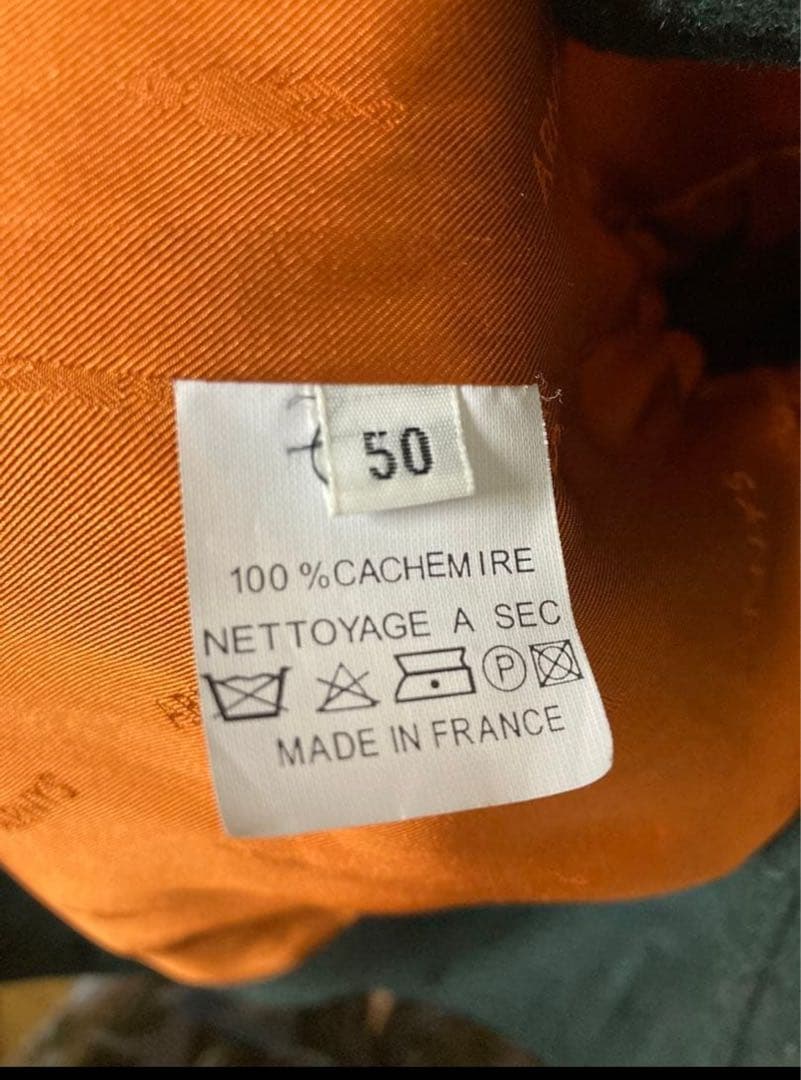 50
100 % CACHEMIRE
NETTOYAGE A SEC
P
MADE IN FRANCE